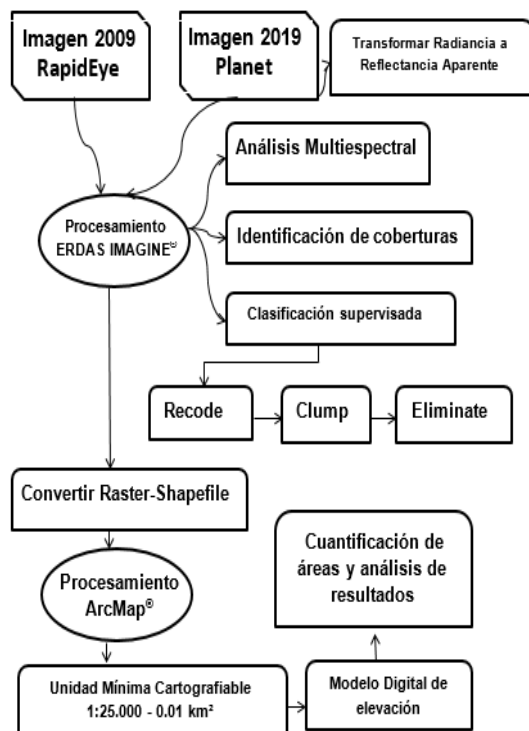 Imagen 2009
RapidEye
Imagen 2019
Planet
Transformar Radiancia a
Reflectancia Aparente
Análisis Multiespectral
Procesamiento
ERDAS IMAGINE®
Identificación de coberturas
Clasificación supervisada
Recode
Clump
Eliminate
Convertir Raster-Shapefile
Procesamiento
ArcMap®
Cuantificación de
áreas y análisis de
resultados
Unidad Mínima Cartografiable
1:25.000 - 0.01 km²
Modelo Digital de
elevación